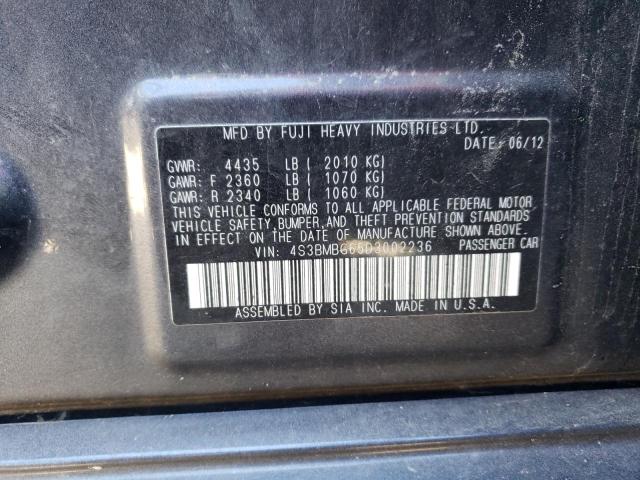 MFD BY FUJI HEAVY INDUSTRIES LTD.
DATE: 06/12
GVWR: 4435 LB ( 2010 KG)
GAWR: F 2360 LB ( 1070 KG)
GAWR: R 2340 LB ( 1060 KG)
THIS VEHICLE CONFORMS TO ALL APPLICABLE FEDERAL MOTOR
VEHICLE SAFETY, BUMPER, AND THEFT PREVENTION STANDARDS
IN EFFECT ON THE DATE OF MANUFACTURE SHOWN ABOVE.
VIN: 4S3BMBG65D3002236 PASSENGER CAR
ASSEMBLED BY SIA INC. MADE IN U.S.A.